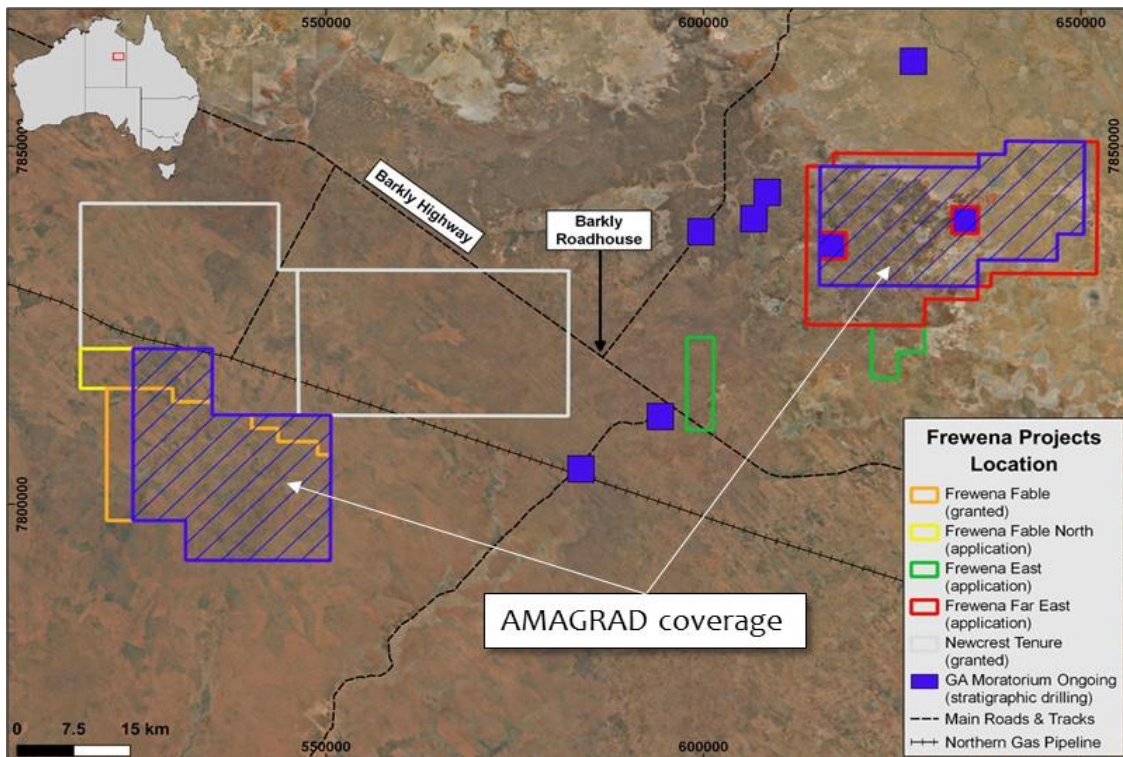 550000
600000
650000
7850000
7850000
Barkly Highway
Barkly
Roadhouse
7800000
AMAGRAD coverage
Frewena Projects
Location
Frewena Fable
(granted)
Frewena Fable North
(application)
Frewena East
(application)
Frewena Far East
(application)
Newcrest Tenure
(granted)
GA Moratorium Ongoing
(stratigraphic drilling)
Main Roads & Tracks
Northern Gas Pipeline
0 7.5 15 km
550000
600000